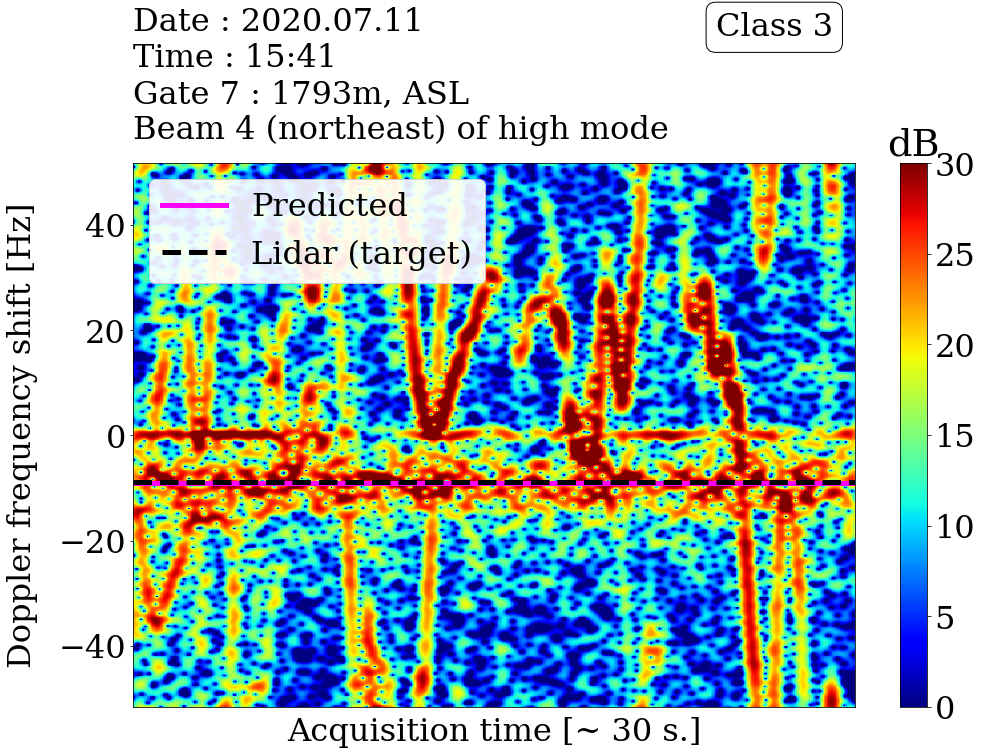 Date : 2020.07.11
Time : 15:41
Gate 7 : 1793m, ASL
Beam 4 (northeast) of high mode
Class 3
dB
Predicted
Lidar (target)
Doppler frequency shift [Hz]
40
20
0
−20
−40
30
25
20
15
10
5
0
Acquisition time [~ 30 s.]